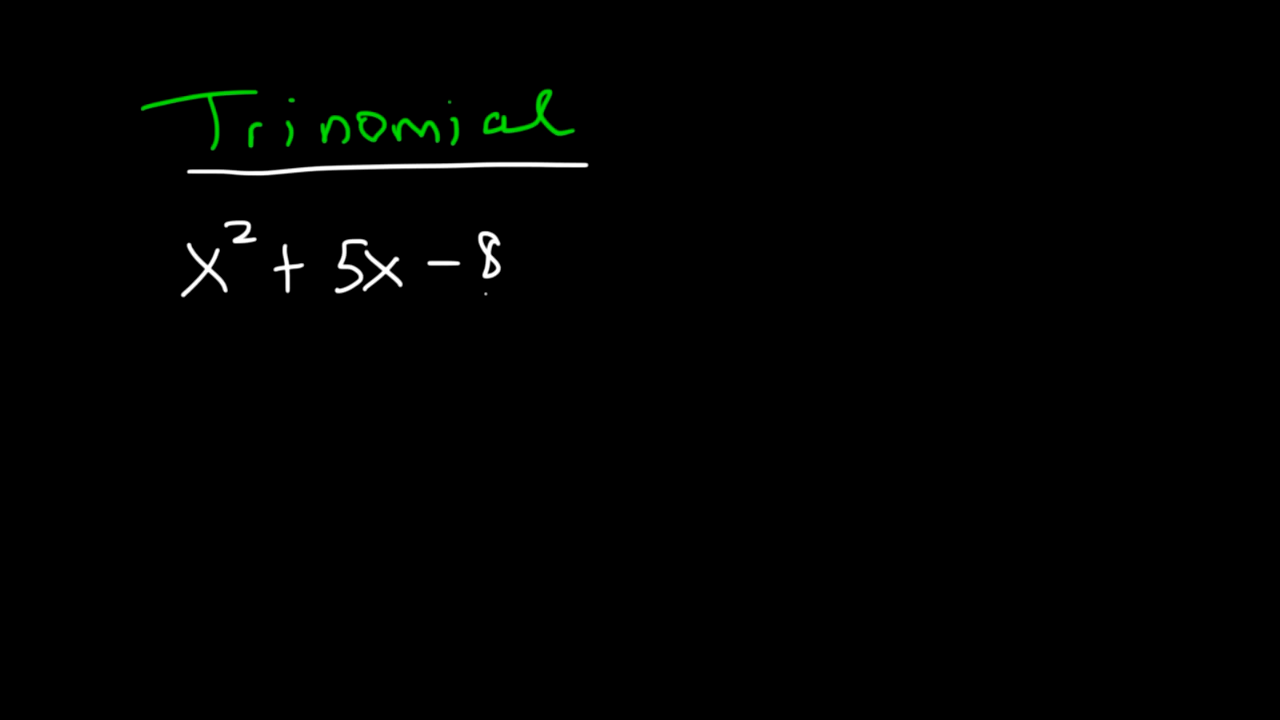 Trinomial
x² + 5x - 8